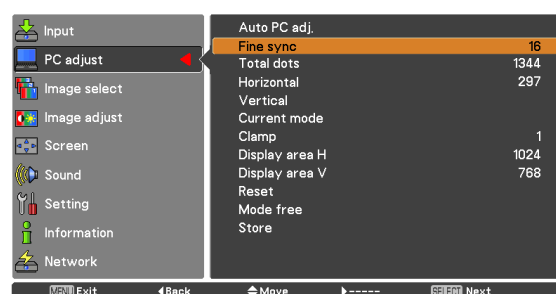 Input
PC adjust
Image select
Image adjust
Screen
Sound
Setting
Information
Network
Auto PC adj.
Fine sync 16
Total dots 1344
Horizontal 297
Vertical
Current mode
Clamp 1
Display area H 1024
Display area V 768
Reset
Mode free
Store
MENU Exit ◀Back ◆Move ▶----- SELECT Next